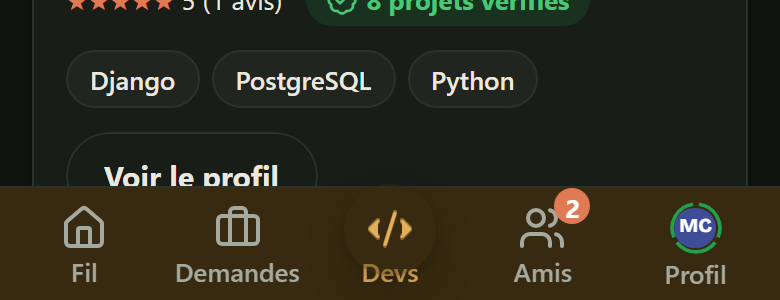 ★★★★★ 5 (1 avis) 8 projets vérifiés
Django PostgreSQL Python
Voir le profil
2 MC
Fil Demandes Devs Amis Profil